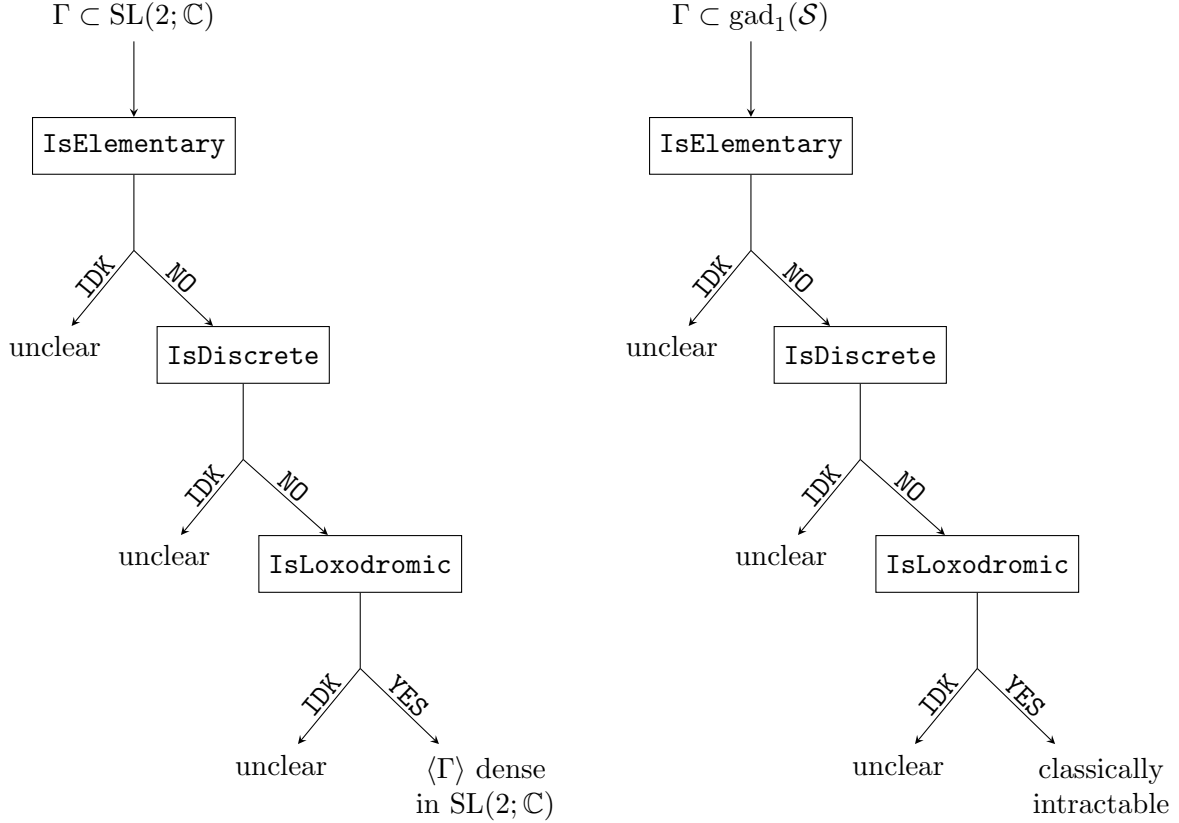 Γ ⊂ SL(2; ℂ)
IsElementary
IDK
NO
unclear
IsDiscrete
IDK
NO
unclear
IsLoxodromic
IDK
YES
unclear
⟨Γ⟩ dense
in SL(2; ℂ)
Γ ⊂ gad₁(𝒮)
IsElementary
IDK
NO
unclear
IsDiscrete
IDK
NO
unclear
IsLoxodromic
IDK
YES
unclear
classically
intractable